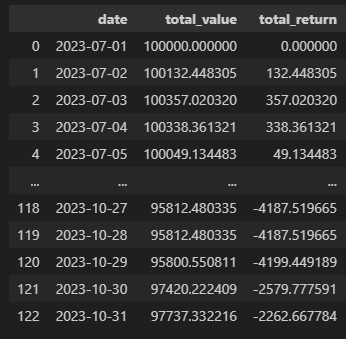 date total_value total_return
0 2023-07-01 100000.000000 0.000000
1 2023-07-02 100132.448305 132.448305
2 2023-07-03 100357.020320 357.020320
3 2023-07-04 100338.361321 338.361321
4 2023-07-05 100049.134483 49.134483
... ... ... ...
118 2023-10-27 95812.480335 -4187.519665
119 2023-10-28 95812.480335 -4187.519665
120 2023-10-29 95800.550811 -4199.449189
121 2023-10-30 97420.222409 -2579.777591
122 2023-10-31 97737.332216 -2262.667784